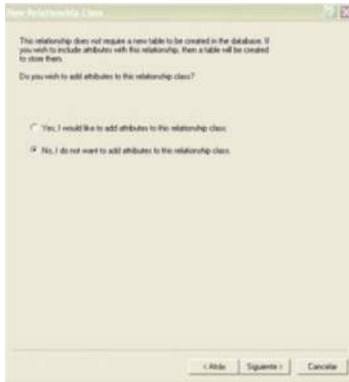 New Relationship Class
This relationship does not require a new table to be created in the database. If
you wish to include attributes with this relationship, then a table will be created
to store them.
Do you wish to add attributes to this relationship class?
Yes, I would like to add attributes to this relationship class.
No, I do not want to add attributes to this relationship class.
< Atrás
Siguiente >
Cancelar